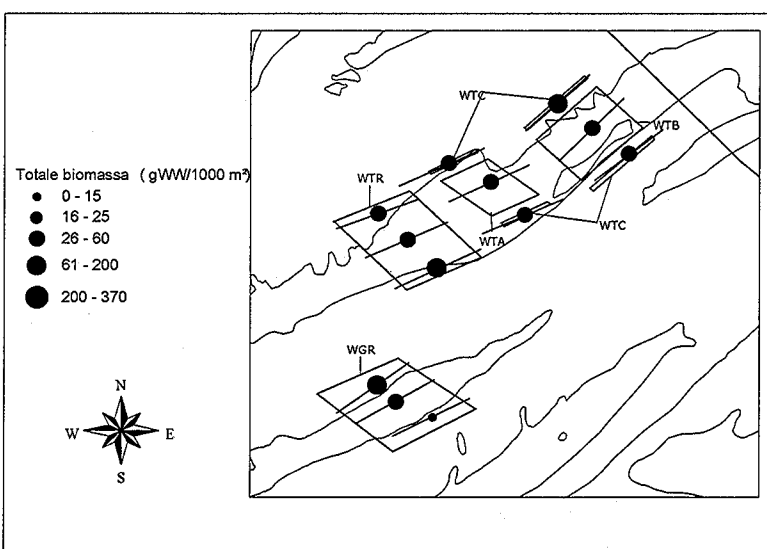 Totale biomassa (gWW/1000 m²)
0 - 15
16 - 25
26 - 60
61 - 200
200 - 370
N
W
E
S
WTC
WTB
WTR
WTC
WTA
WGR